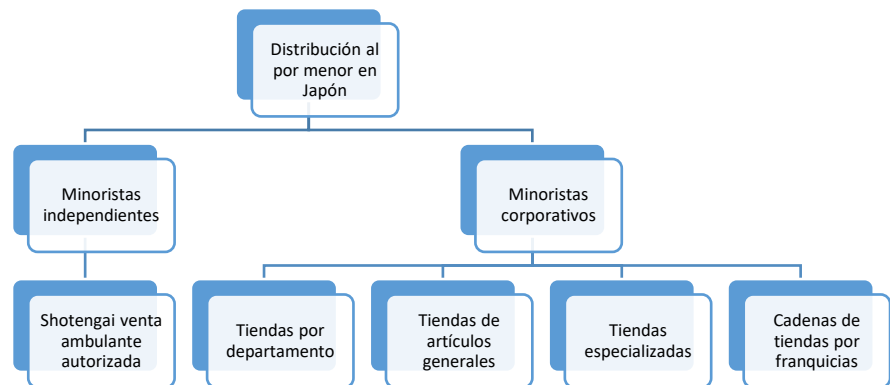 Distribución al
por menor en
Japón
Minoristas
independientes
Minoristas
corporativos
Shotengai venta
ambulante
autorizada
Tiendas por
departamento
Tiendas de
artículos
generales
Tiendas
especializadas
Cadenas de
tiendas por
franquicias